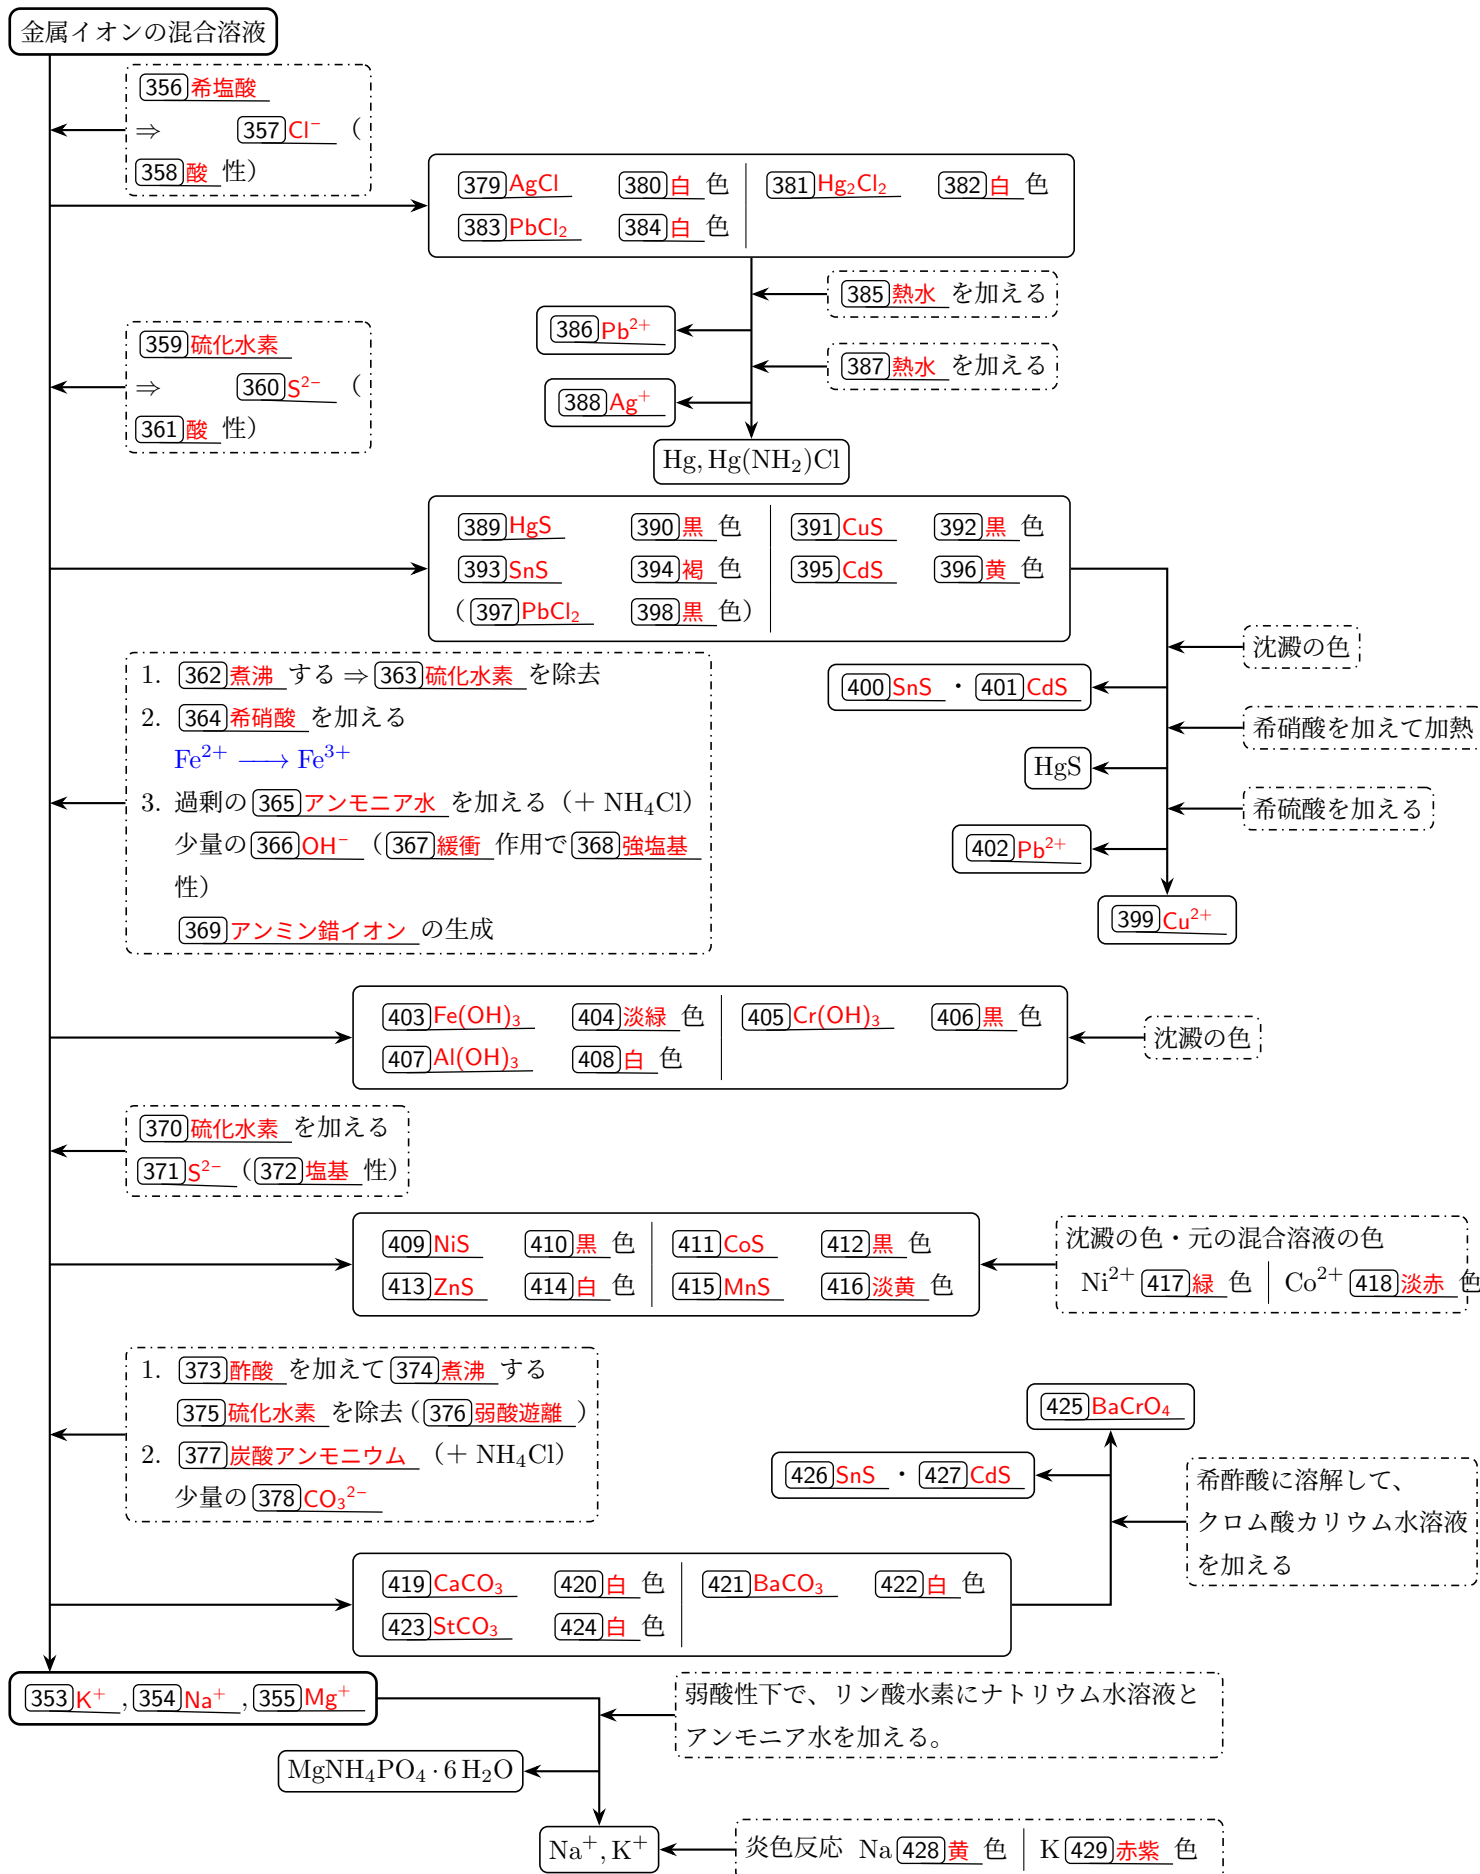 金属イオンの混合溶液
356 希塩酸
⇒ 357 Cl⁻ (
358 酸 性)
379 AgCl 380 白 色 381 Hg₂Cl₂ 382 白 色
383 PbCl₂ 384 白 色
385 熱水 を加える
386 Pb²⁺
387 熱水 を加える
388 Ag⁺
Hg, Hg(NH₂)Cl
359 硫化水素
⇒ 360 S²⁻ (
361 酸 性)
389 HgS 390 黒 色 391 CuS 392 黒 色
393 SnS 394 褐 色 395 CdS 396 黄 色
(397 PbCl₂ 398 黒 色)
沈澱の色
400 SnS ・ 401 CdS
希硝酸を加えて加熱
HgS
希硫酸を加える
402 Pb²⁺
399 Cu²⁺
1. 362 煮沸 する ⇒ 363 硫化水素 を除去
2. 364 希硝酸 を加える
Fe²⁺ ⟶ Fe³⁺
3. 過剰の 365 アンモニア水 を加える (+ NH₄Cl)
少量の 366 OH⁻ (367 緩衝 作用で 368 強塩基
性)
369 アンミン錯イオン の生成
403 Fe(OH)₃ 404 淡緑 色 405 Cr(OH)₃ 406 黒 色
407 Al(OH)₃ 408 白 色
沈澱の色
370 硫化水素 を加える
371 S²⁻ (372 塩基 性)
409 NiS 410 黒 色 411 CoS 412 黒 色
413 ZnS 414 白 色 415 MnS 416 淡黄 色
沈澱の色・元の混合溶液の色
Ni²⁺ 417 緑 色 Co²⁺ 418 淡赤 色
1. 373 酢酸 を加えて 374 煮沸 する
375 硫化水素 を除去 (376 弱酸遊離 )
2. 377 炭酸アンモニウム (+ NH₄Cl)
少量の 378 CO₃²⁻
425 BaCrO₄
426 SnS ・ 427 CdS
希酢酸に溶解して、
クロム酸カリウム水溶液
を加える
419 CaCO₃ 420 白 色 421 BaCO₃ 422 白 色
423 StCO₃ 424 白 色
353 K⁺ , 354 Na⁺ , 355 Mg⁺
弱酸性下で、リン酸水素にナトリウム水溶液と
アンモニア水を加える。
MgNH₄PO₄ · 6 H₂O
Na⁺, K⁺
炎色反応 Na 428 黄 色 K 429 赤紫 色